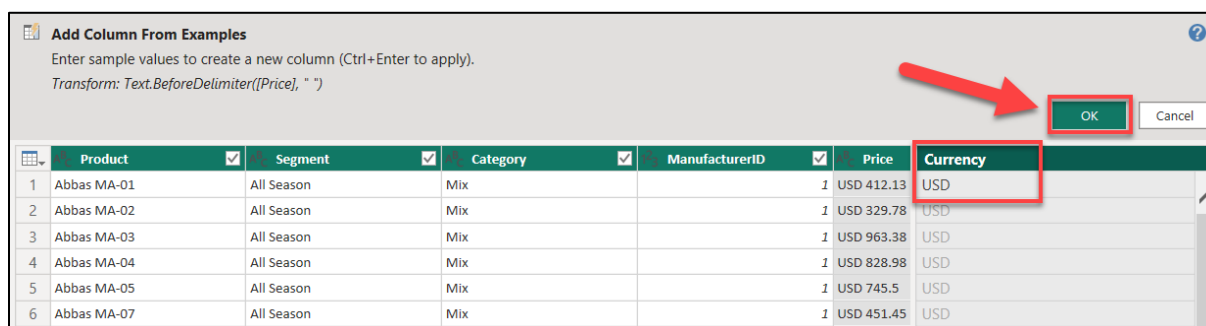 Add Column From Examples
Enter sample values to create a new column (Ctrl+Enter to apply).
Transform: Text.BeforeDelimiter([Price], " ")
OK Cancel
Product Segment Category ManufacturerID Price Currency
1 Abbas MA-01 All Season Mix 1 USD 412.13 USD
2 Abbas MA-02 All Season Mix 1 USD 329.78 USD
3 Abbas MA-03 All Season Mix 1 USD 963.38 USD
4 Abbas MA-04 All Season Mix 1 USD 828.98 USD
5 Abbas MA-05 All Season Mix 1 USD 745.5 USD
6 Abbas MA-07 All Season Mix 1 USD 451.45 USD